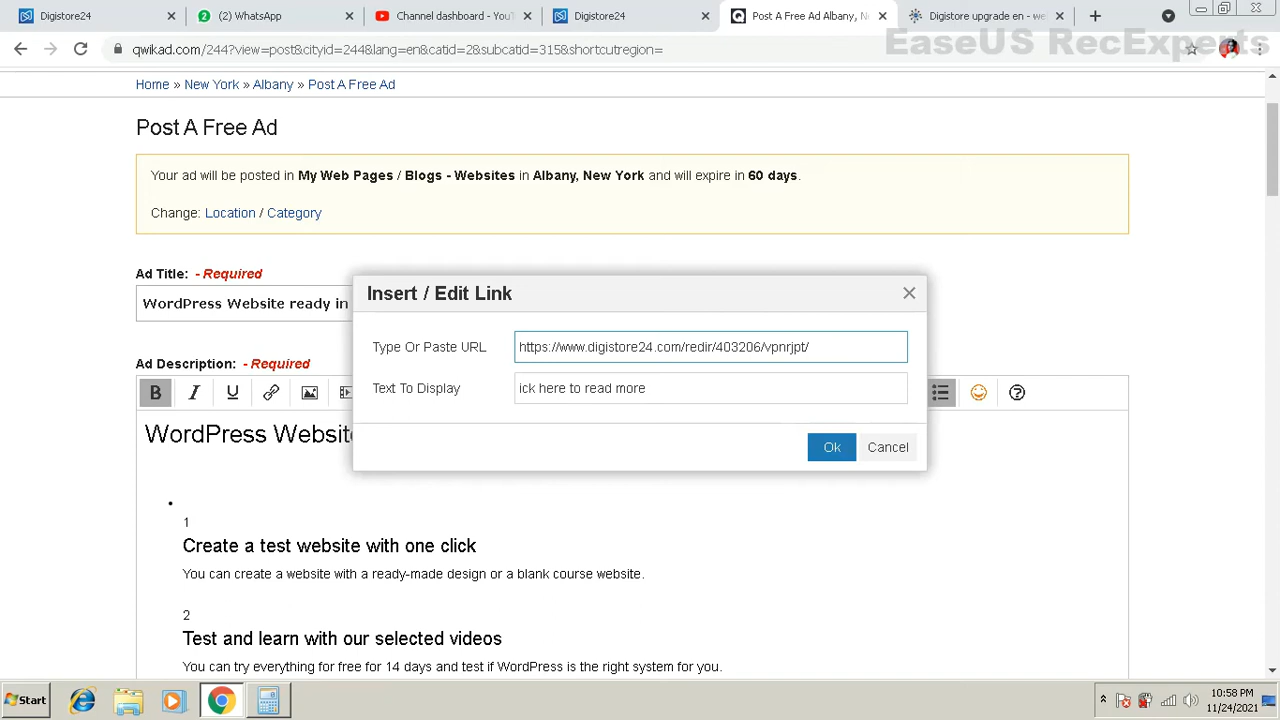 Digistore24
(2) WhatsApp
Channel dashboard - YouT
Digistore24
Post A Free Ad Albany, N
Digistore upgrade en - we
EaseUS RecExperts
qwikad.com/244?view=post&cityid=244&lang=en&catid=2&subcatid=315&shortcutregion=
Home » New York » Albany » Post A Free Ad
Post A Free Ad
Your ad will be posted in My Web Pages / Blogs - Websites in Albany, New York and will expire in 60 days.
Change: Location / Category
Ad Title: - Required
WordPress Website ready in
Insert / Edit Link
Type Or Paste URL
https://www.digistore24.com/redir/403206/vpnrjpt/
Text To Display
ick here to read more
Ok
Cancel
Ad Description: - Required
B I U
WordPress Website
1
Create a test website with one click
You can create a website with a ready-made design or a blank course website.
2
Test and learn with our selected videos
You can try everything for free for 14 days and test if WordPress is the right system for you.
Start
10:58 PM
11/24/2021